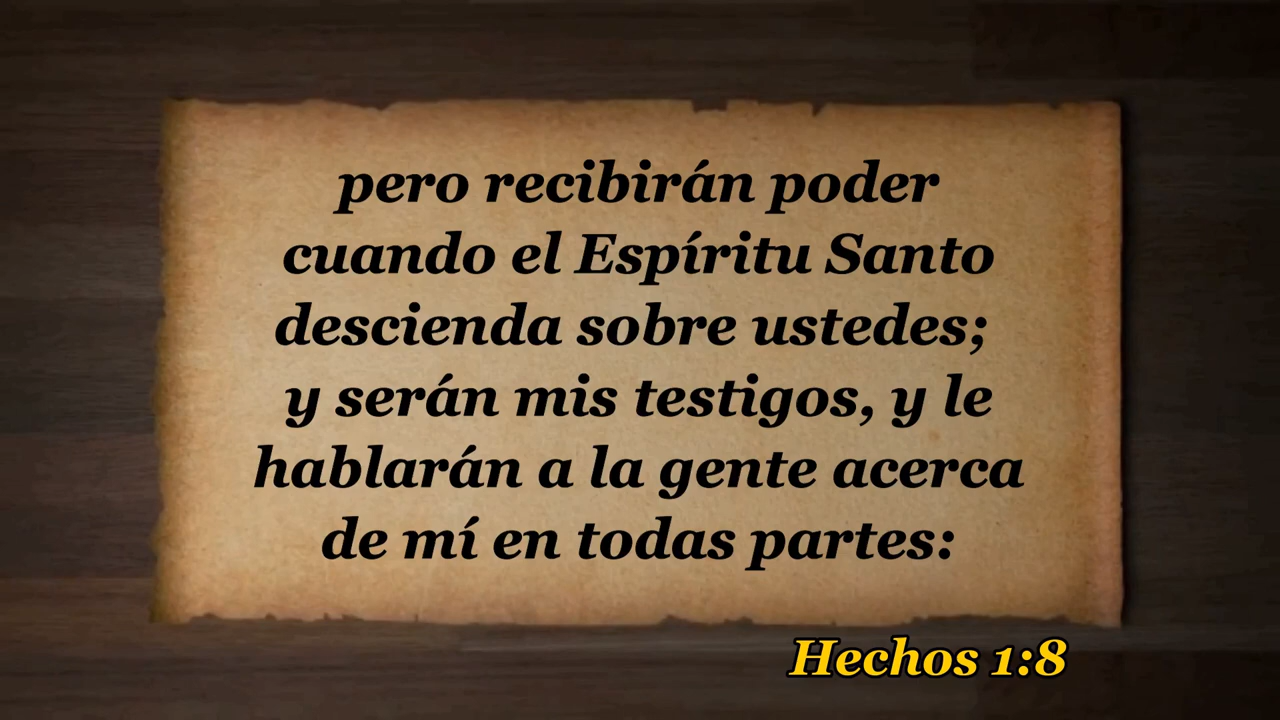 pero recibirán poder
cuando el Espíritu Santo
descienda sobre ustedes;
y serán mis testigos, y le
hablarán a la gente acerca
de mí en todas partes:
Hechos 1:8